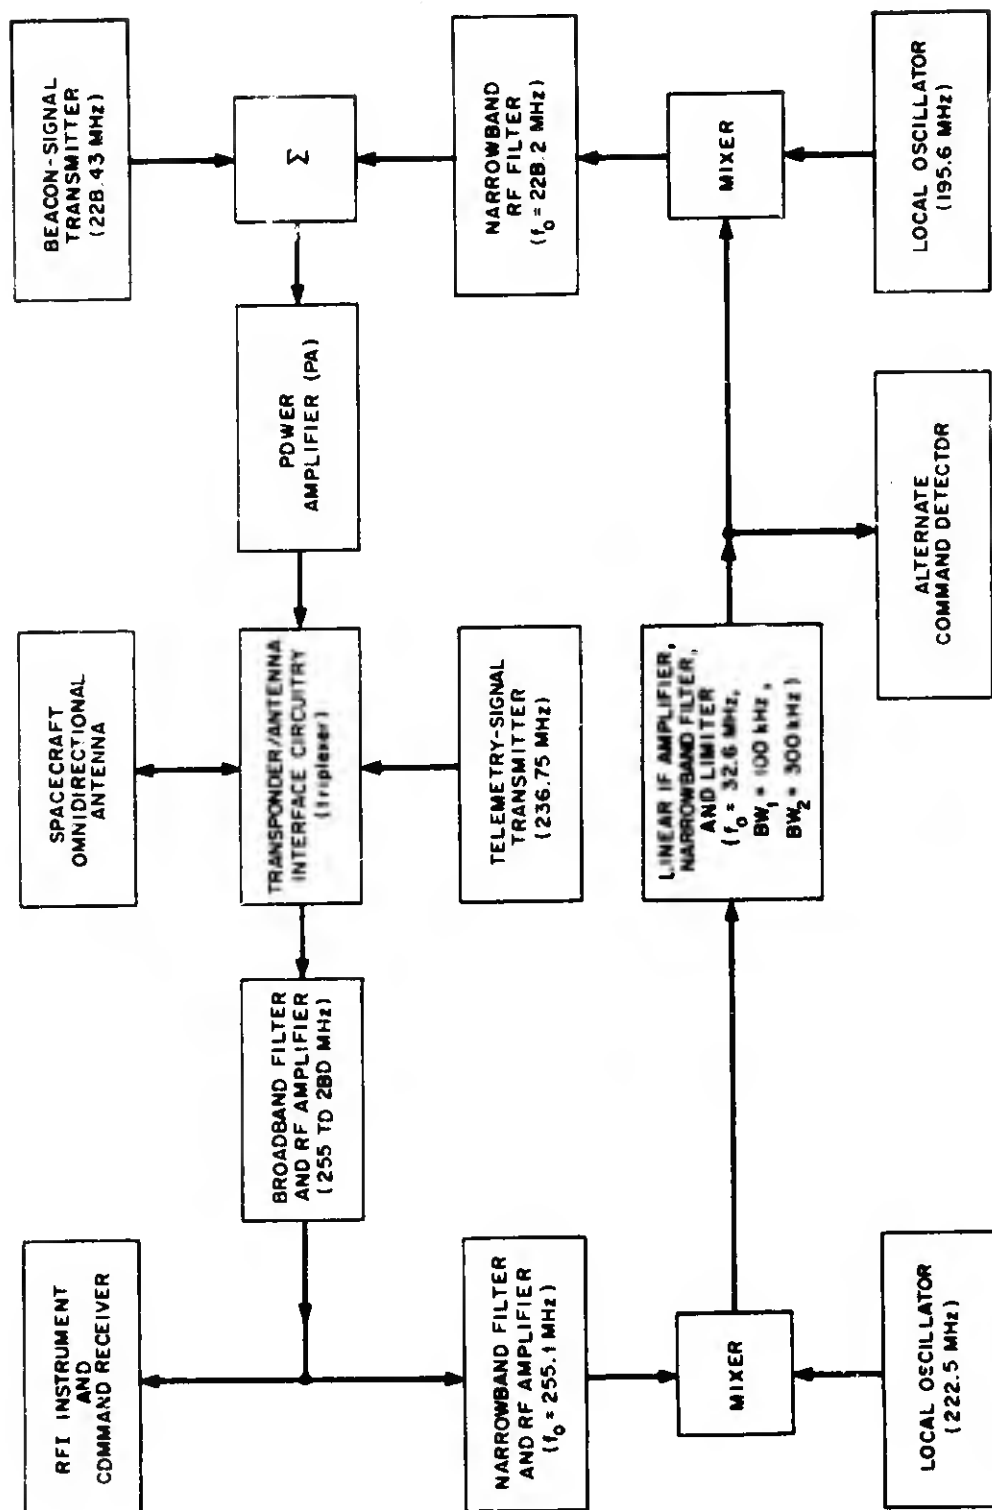 RFI INSTRUMENT
AND
COMMAND RECEIVER
SPACECRAFT
OMNIDIRECTIONAL
ANTENNA
BEACON-SIGNAL
TRANSMITTER
(228.43 MHz)
BROADBAND FILTER
AND RF AMPLIFIER
(255 TO 280 MHz)
TRANSPONDER/ANTENNA
INTERFACE CIRCUITRY
(triplexer)
POWER
AMPLIFIER (PA)
Σ
NARROWBAND FILTER
AND RF AMPLIFIER
(f₀ = 255.1 MHz)
TELEMETRY-SIGNAL
TRANSMITTER
(236.75 MHz)
NARROWBAND
RF FILTER
(f₀ = 228.2 MHz)
MIXER
LINEAR IF AMPLIFIER,
NARROWBAND FILTER,
AND LIMITER
(f₀ = 32.6 MHz,
BW₁ = 100 kHz,
BW₂ = 300 kHz)
MIXER
LOCAL OSCILLATOR
(222.5 MHz)
ALTERNATE
COMMAND DETECTOR
LOCAL OSCILLATOR
(195.6 MHz)